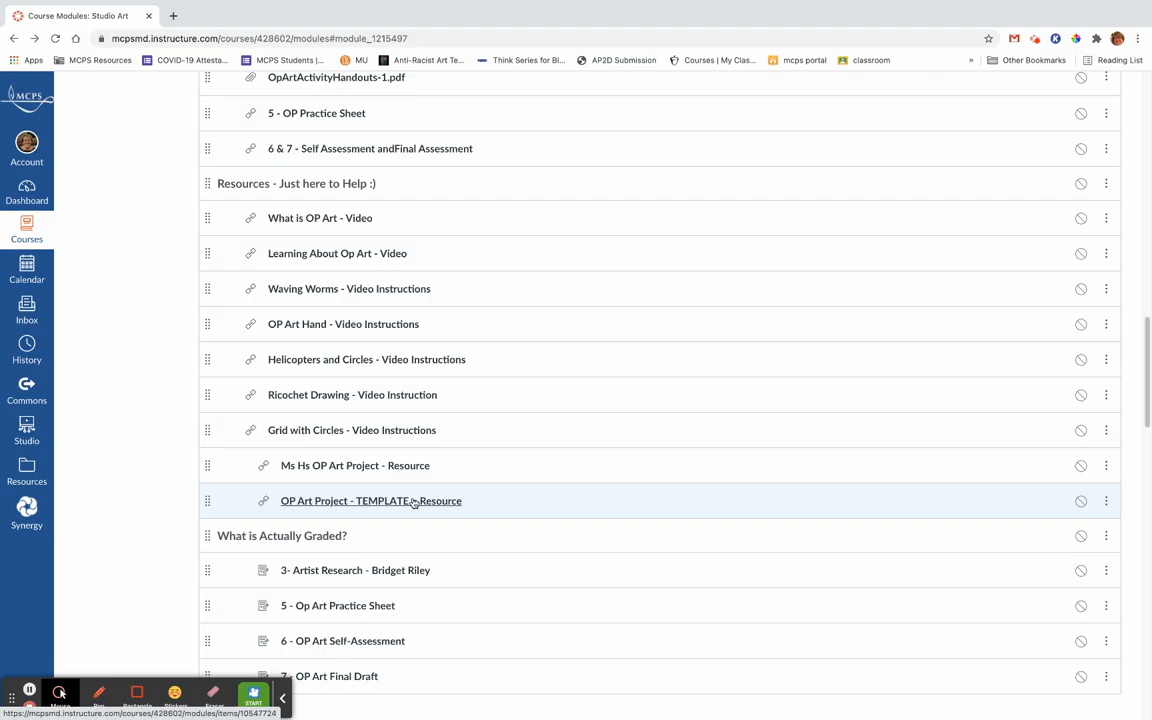 Course Modules: Studio Art
mcpsmd.instructure.com/courses/428602/modules#module_1215497
Apps
MCPS Resources
COVID-19 Attesta...
MCPS Students |...
MU
Anti-Racist Art Te...
Think Series for Bl...
AP2D Submission
Courses | My Clas...
mcps portal
classroom
»
Other Bookmarks
Reading List
MCPS
Account
Dashboard
Courses
Calendar
Inbox
History
Commons
Studio
Resources
Synergy
OpArtActivityHandouts-1.pdf
5 - OP Practice Sheet
6 & 7 - Self Assessment andFinal Assessment
Resources - Just here to Help :)
What is OP Art - Video
Learning About Op Art - Video
Waving Worms - Video Instructions
OP Art Hand - Video Instructions
Helicopters and Circles - Video Instructions
Ricochet Drawing - Video Instruction
Grid with Circles - Video Instructions
Ms Hs OP Art Project - Resource
OP Art Project - TEMPLATE - Resource
What is Actually Graded?
3- Artist Research - Bridget Riley
5 - Op Art Practice Sheet
6 - OP Art Self-Assessment
7 - OP Art Final Draft
Mouse
Pen
Rectangle
Stickers
Eraser
START
https://mcpsmd.instructure.com/courses/428602/modules/items/10547724